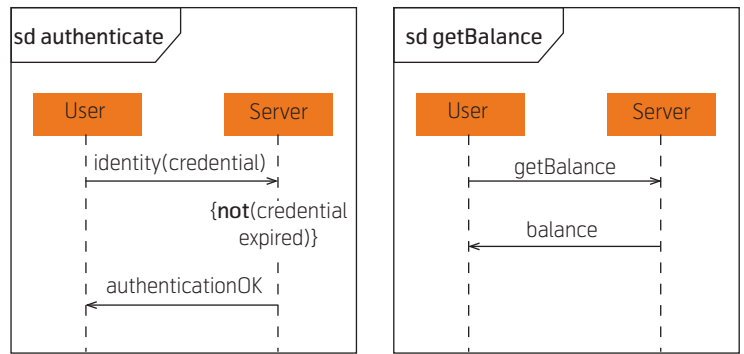 sd authenticate
User
Server
identity(credential)
{not(credential
expired)}
authenticationOK
sd getBalance
User
Server
getBalance
balance